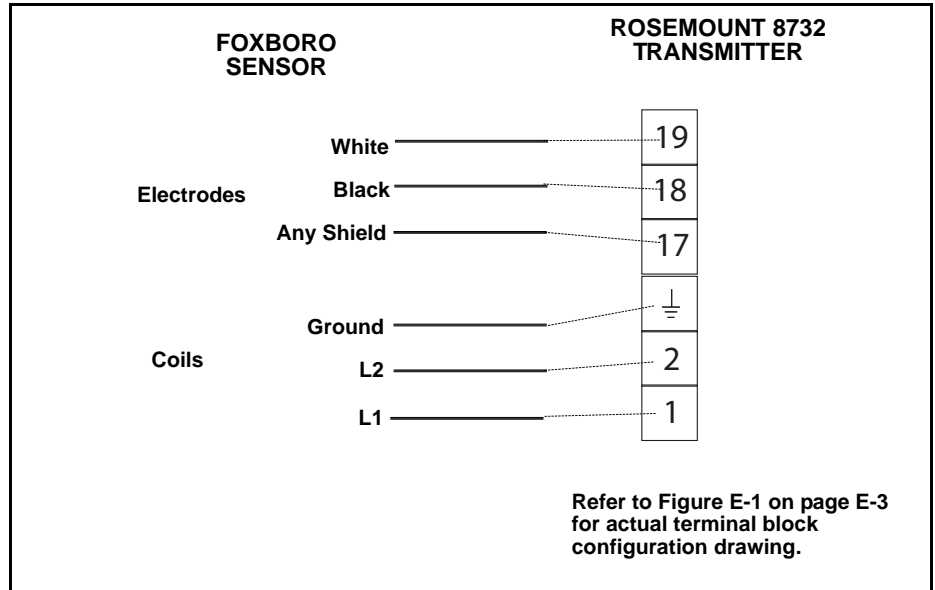 FOXBORO
SENSOR
ROSEMOUNT 8732
TRANSMITTER
Electrodes
White
19
Black
18
Any Shield
17
Coils
Ground
L2
2
L1
1
Refer to Figure E-1 on page E-3
for actual terminal block
configuration drawing.